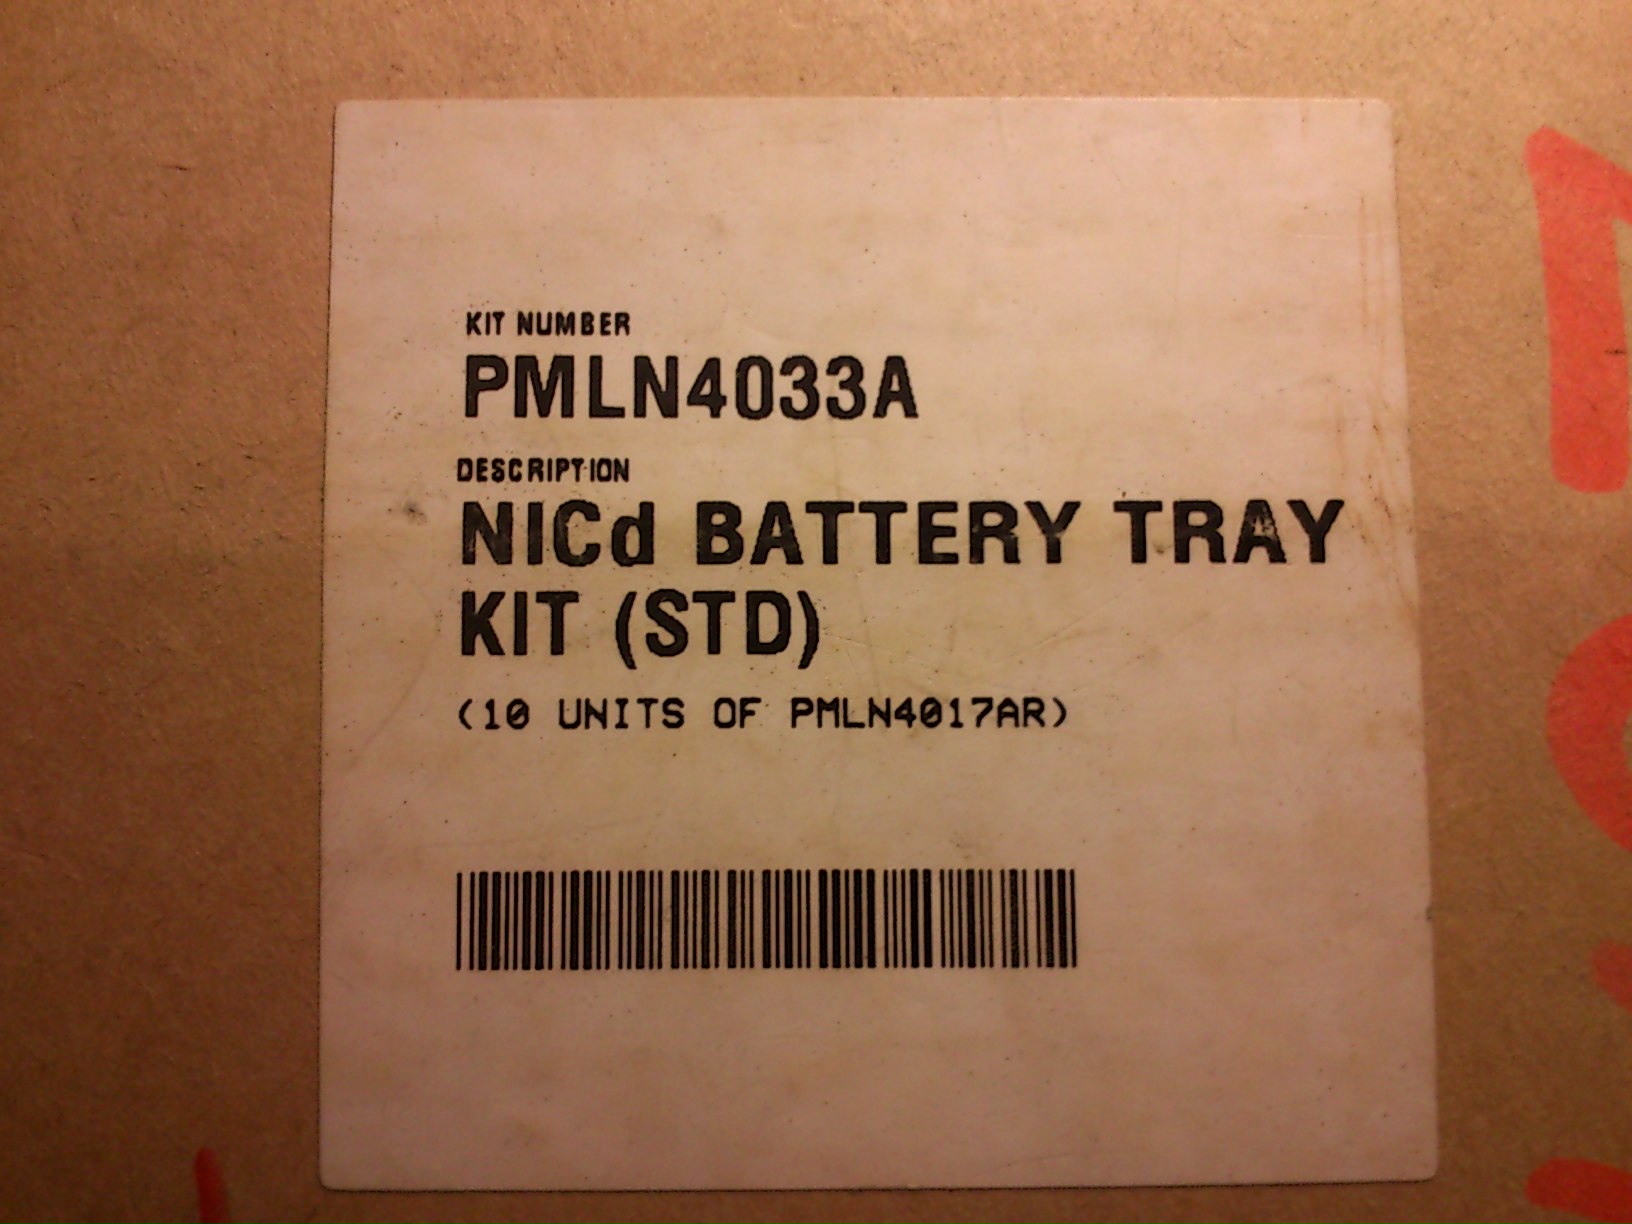 KIT NUMBER
PMLN4033A
DESCRIPTION
NICd BATTERY TRAY
KIT (STD)
(10 UNITS OF PMLN4017AR)